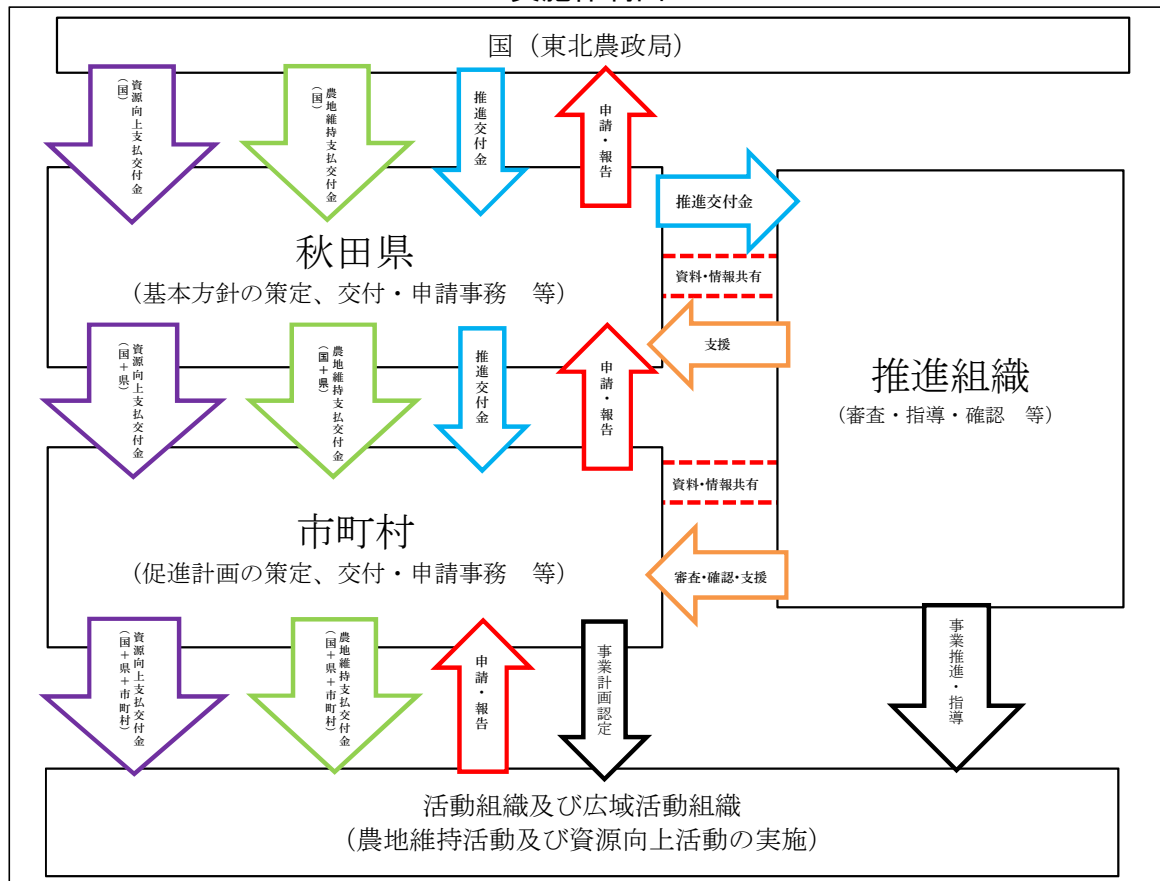 国（東北農政局）
資源向上支払交付金
（国）
農地維持支払交付金
（国）
推進交付金
申請・報告
推進交付金
秋田県
（基本方針の策定、交付・申請事務　等）
資料・情報共有
支援
推進組織
（審査・指導・確認　等）
資源向上支払交付金
（国＋県）
農地維持支払交付金
（国＋県）
推進交付金
申請・報告
資料・情報共有
市町村
（促進計画の策定、交付・申請事務　等）
審査・確認・支援
資源向上支払交付金
（国＋県＋市町村）
農地維持支払交付金
（国＋県＋市町村）
申請・報告
事業計画認定
事業推進・指導
活動組織及び広域活動組織
（農地維持活動及び資源向上活動の実施）